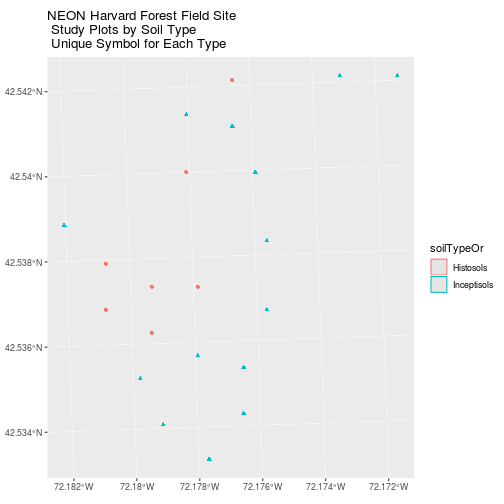 NEON Harvard Forest Field Site
Study Plots by Soil Type
Unique Symbol for Each Type
42.542°N
42.54°N
42.538°N
42.536°N
42.534°N
72.182°W
72.18°W
72.178°W
72.176°W
72.174°W
72.172°W
soilTypeOr
Histosols
Inceptisols